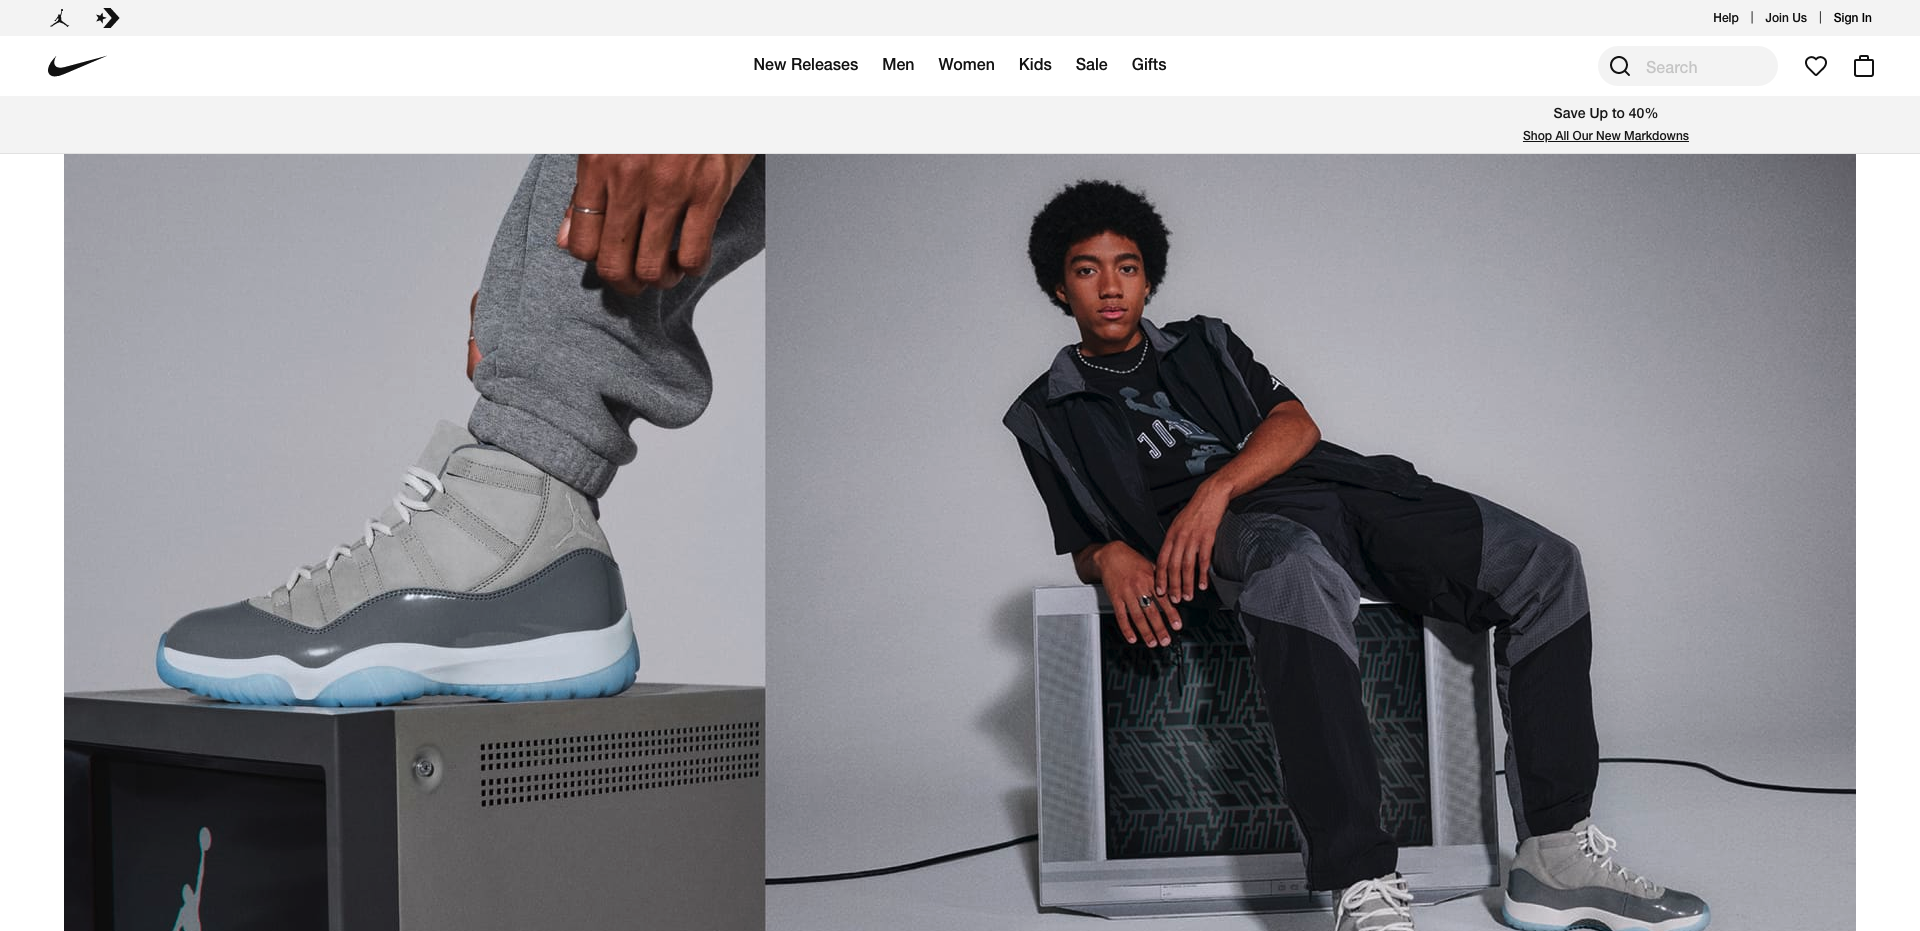 Help | Join Us | Sign In
New Releases Men Women Kids Sale Gifts
Search
Save Up to 40%
Shop All Our New Markdowns